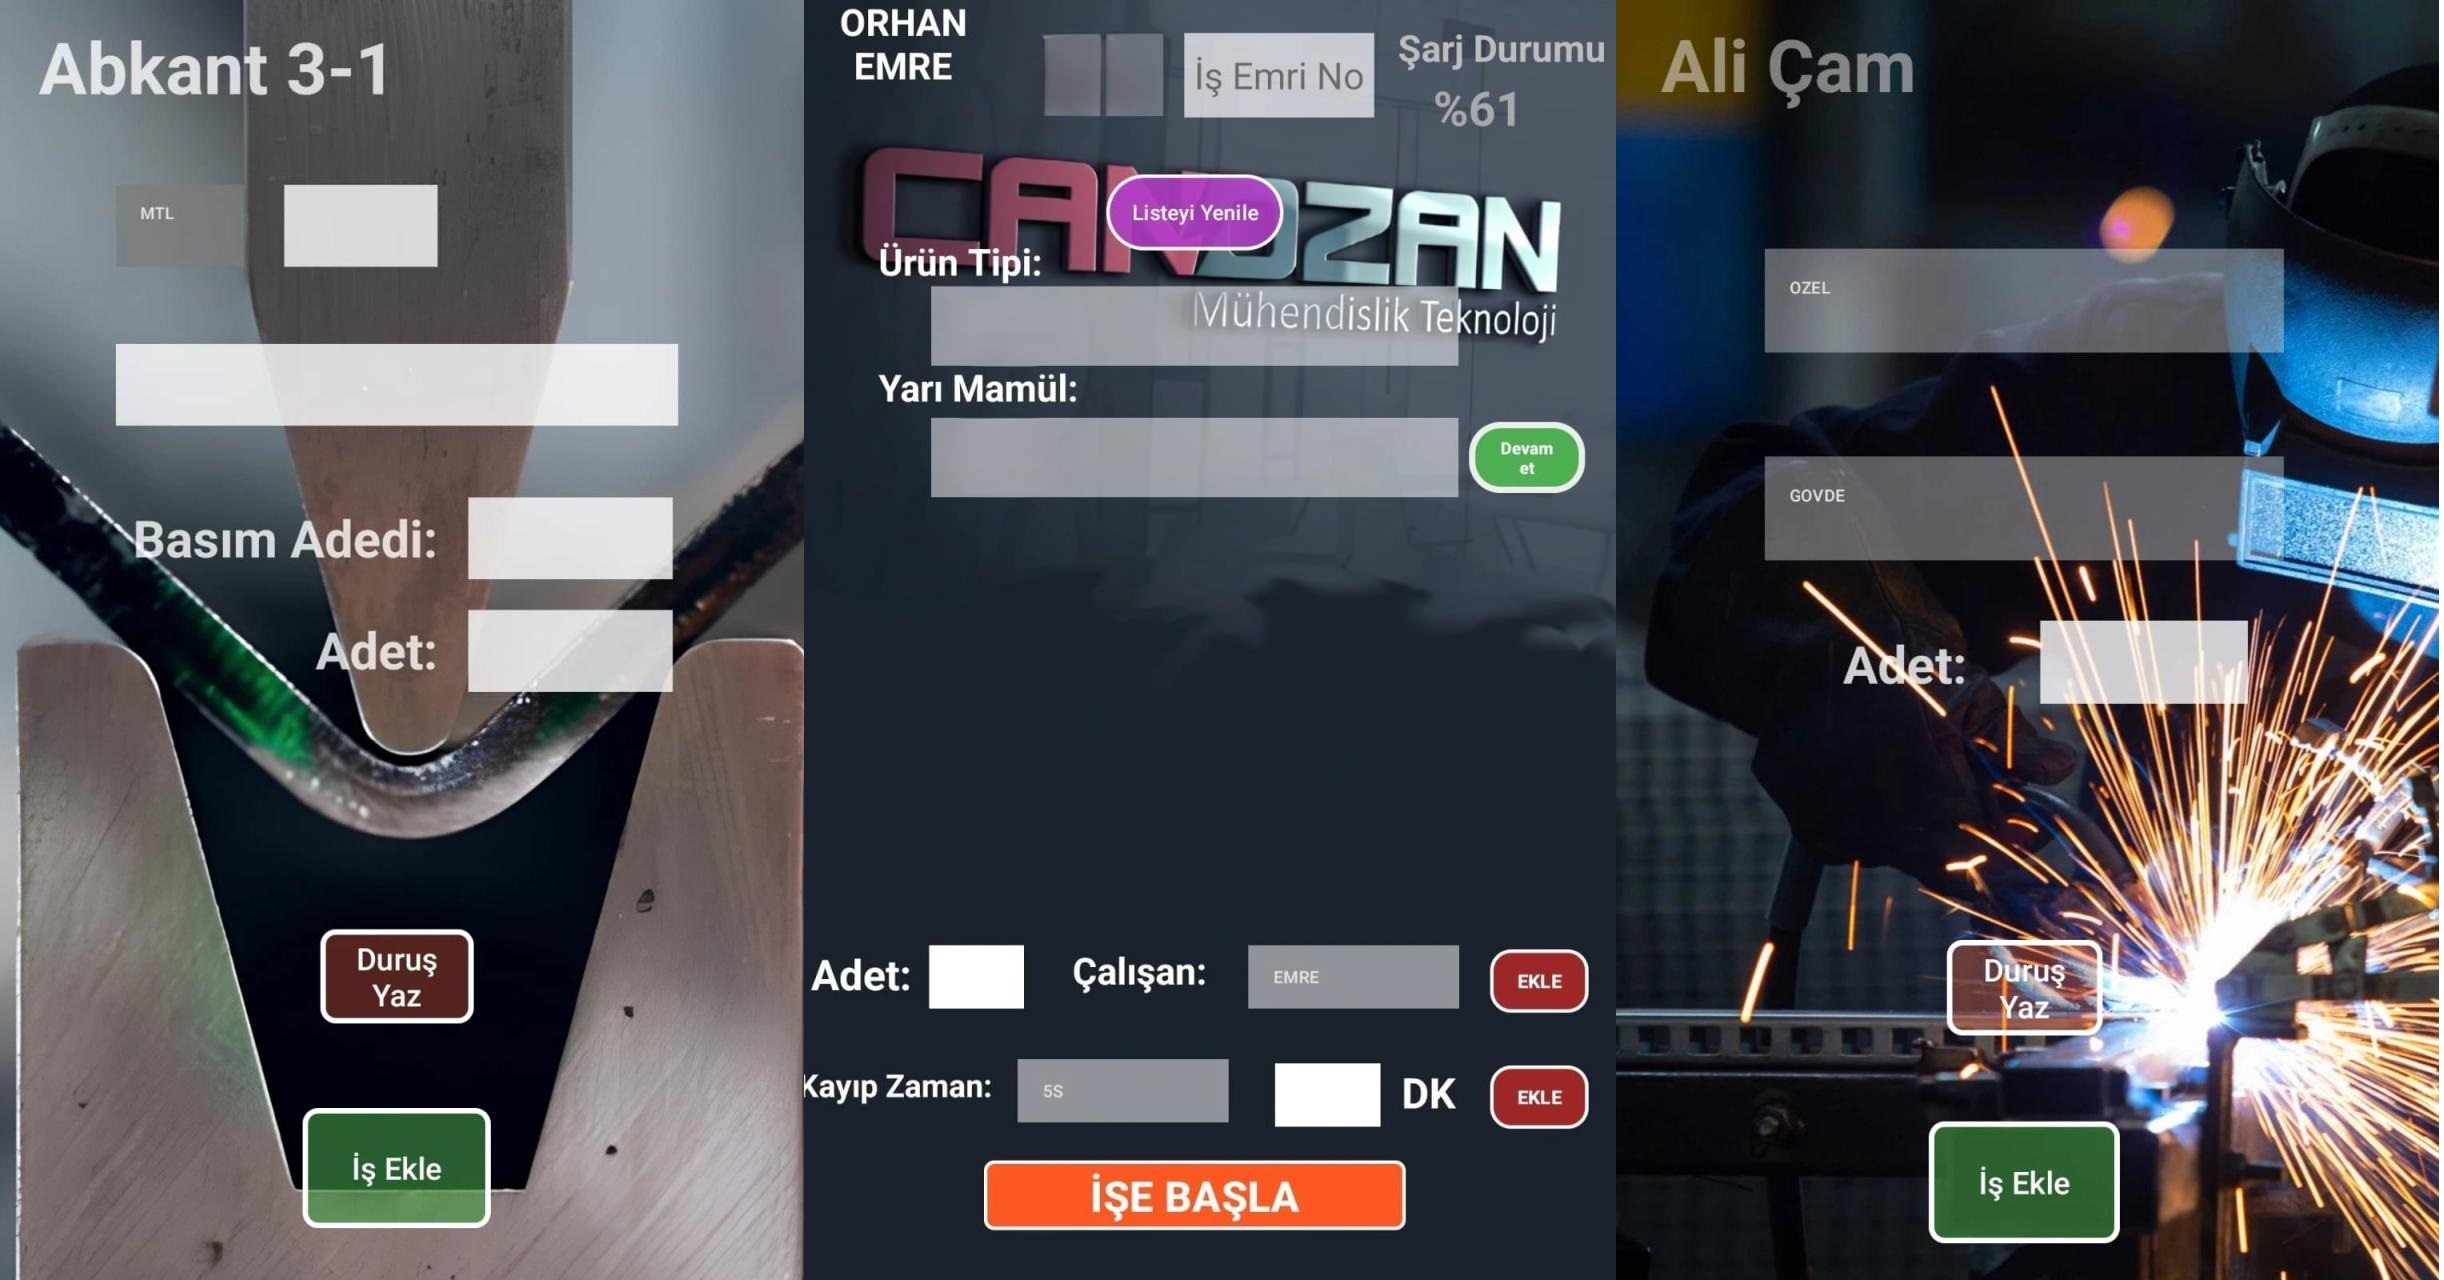 Abkant 3-1
MTL
Basım Adedi:
Adet:
Duruş
Yaz
İş Ekle
ORHAN
EMRE
İş Emri No
Şarj Durumu
%61
CANOZAN
Mühendislik Teknoloji
Listeyi Yenile
Ürün Tipi:
Yarı Mamül:
Devam
et
Adet:
Çalışan:
EMRE
EKLE
Kayıp Zaman:
5S
DK
EKLE
İŞE BAŞLA
Ali Çam
OZEL
GOVDE
Adet:
Duruş
Yaz
İş Ekle